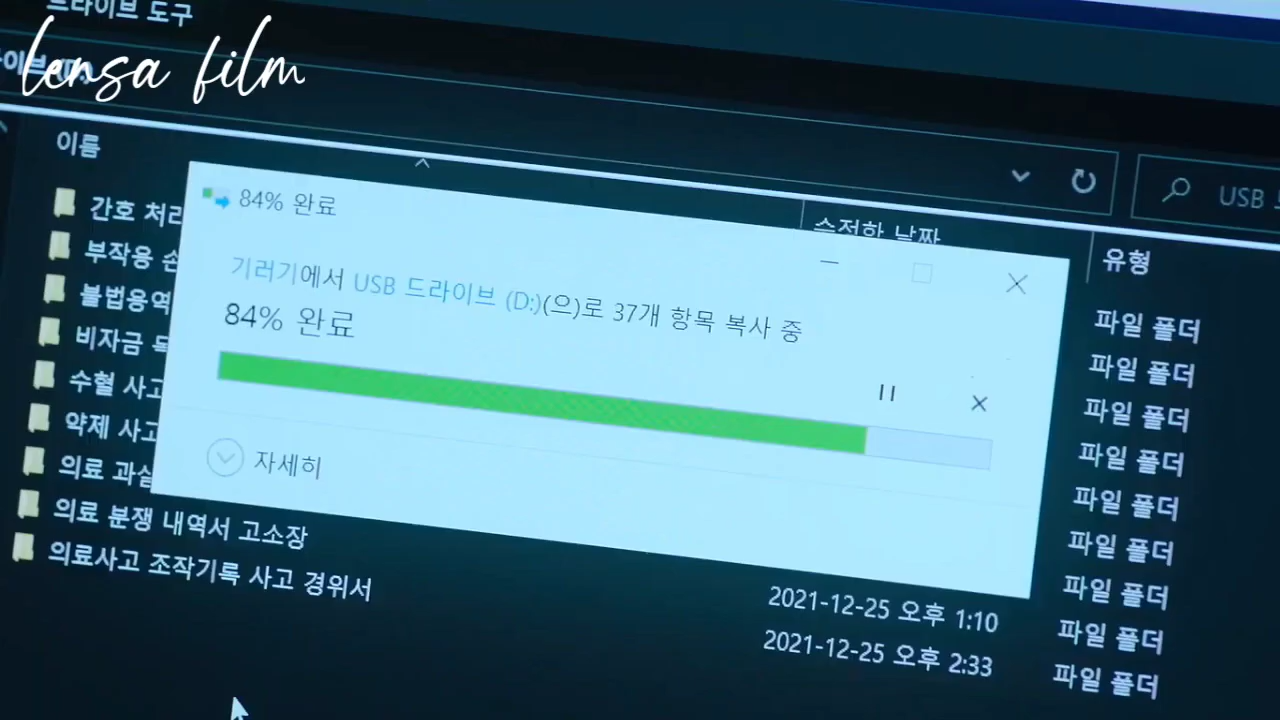 드라이브 도구
lensa film
이름
수정한 날짜
유형
USB
84% 완료
기러기에서 USB 드라이브 (D:)(으)로 37개 항목 복사 중
84% 완료
자세히
간호 처리
파일 폴더
부작용
파일 폴더
불법용역
파일 폴더
비자금
파일 폴더
수혈 사고
파일 폴더
약제 사고
파일 폴더
의료 과실
파일 폴더
의료 분쟁 내역서 고소장
2021-12-25 오후 1:10
파일 폴더
의료사고 조작기록 사고 경위서
2021-12-25 오후 2:33
파일 폴더